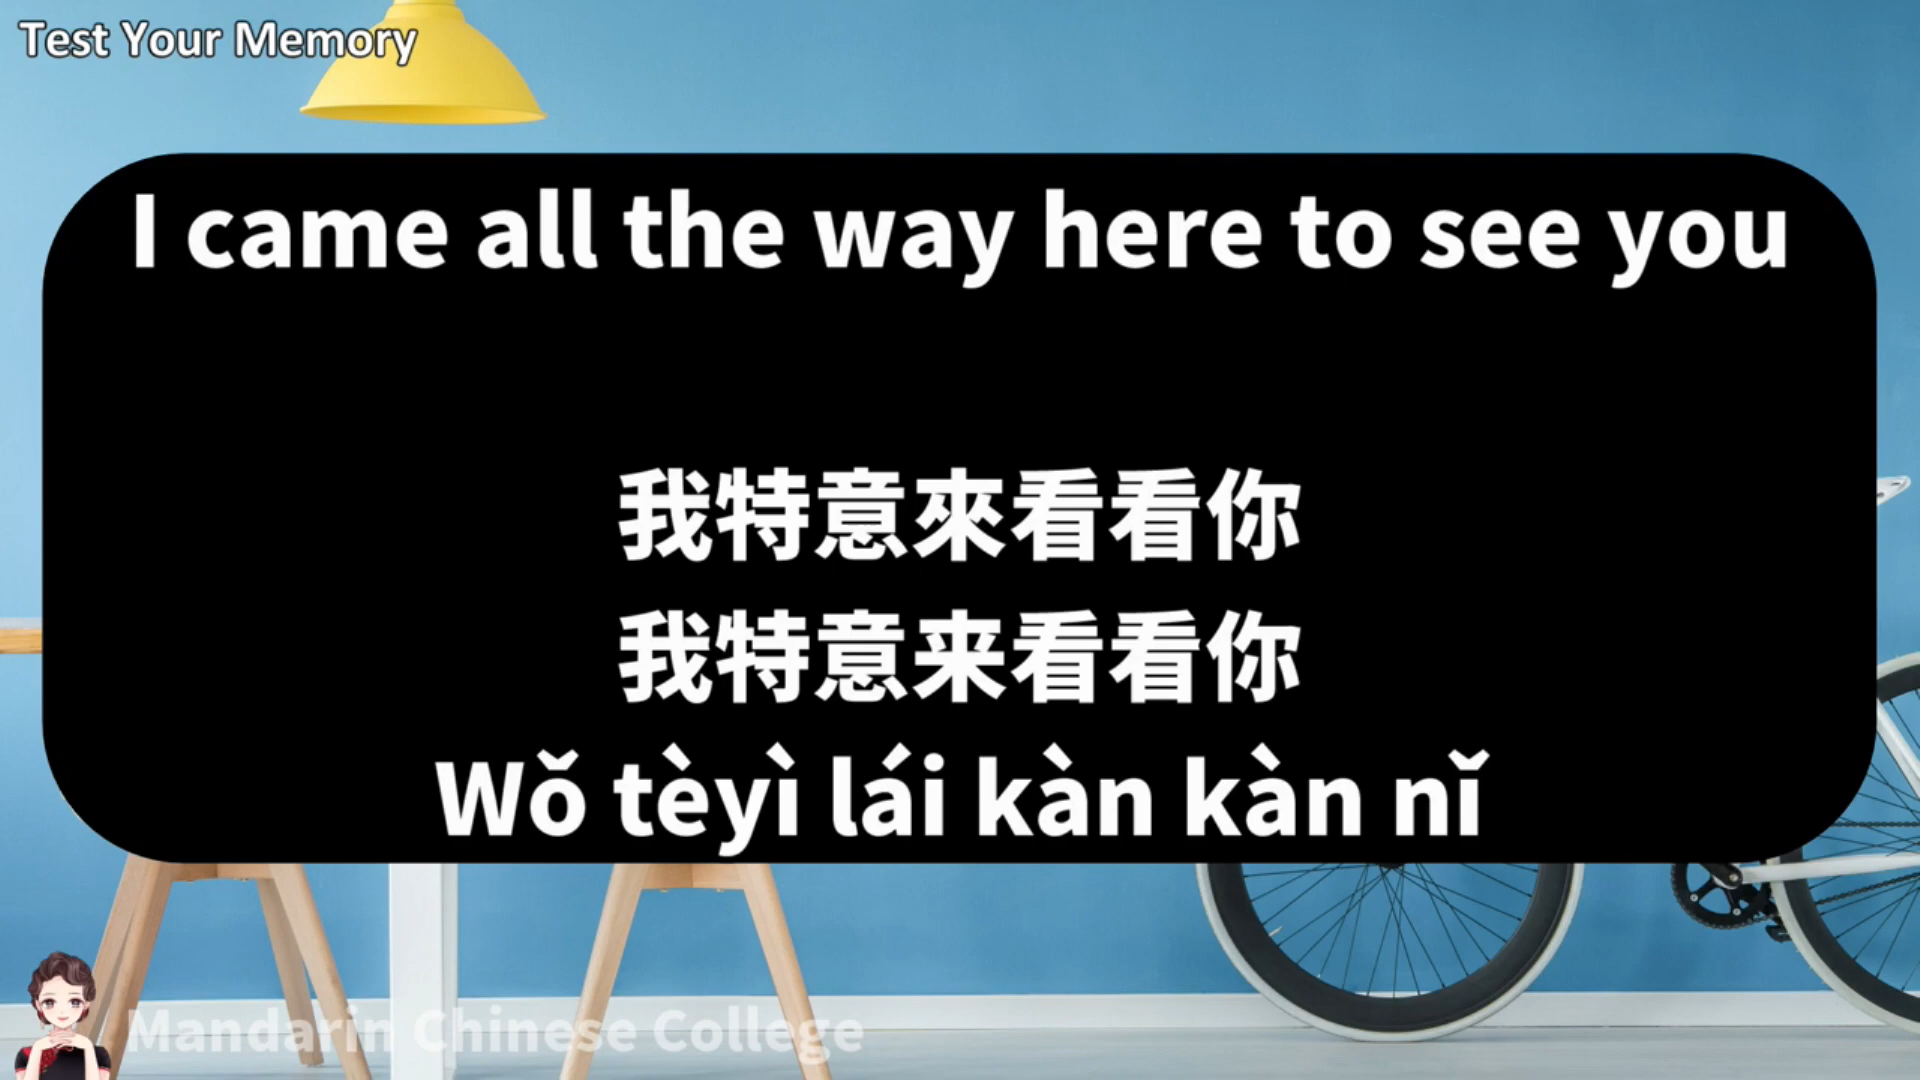 Test Your Memory
I came all the way here to see you
我特意來看看你
我特意来看看你
Wǒ tèyì lái kàn kàn nǐ
Mandarin Chinese College